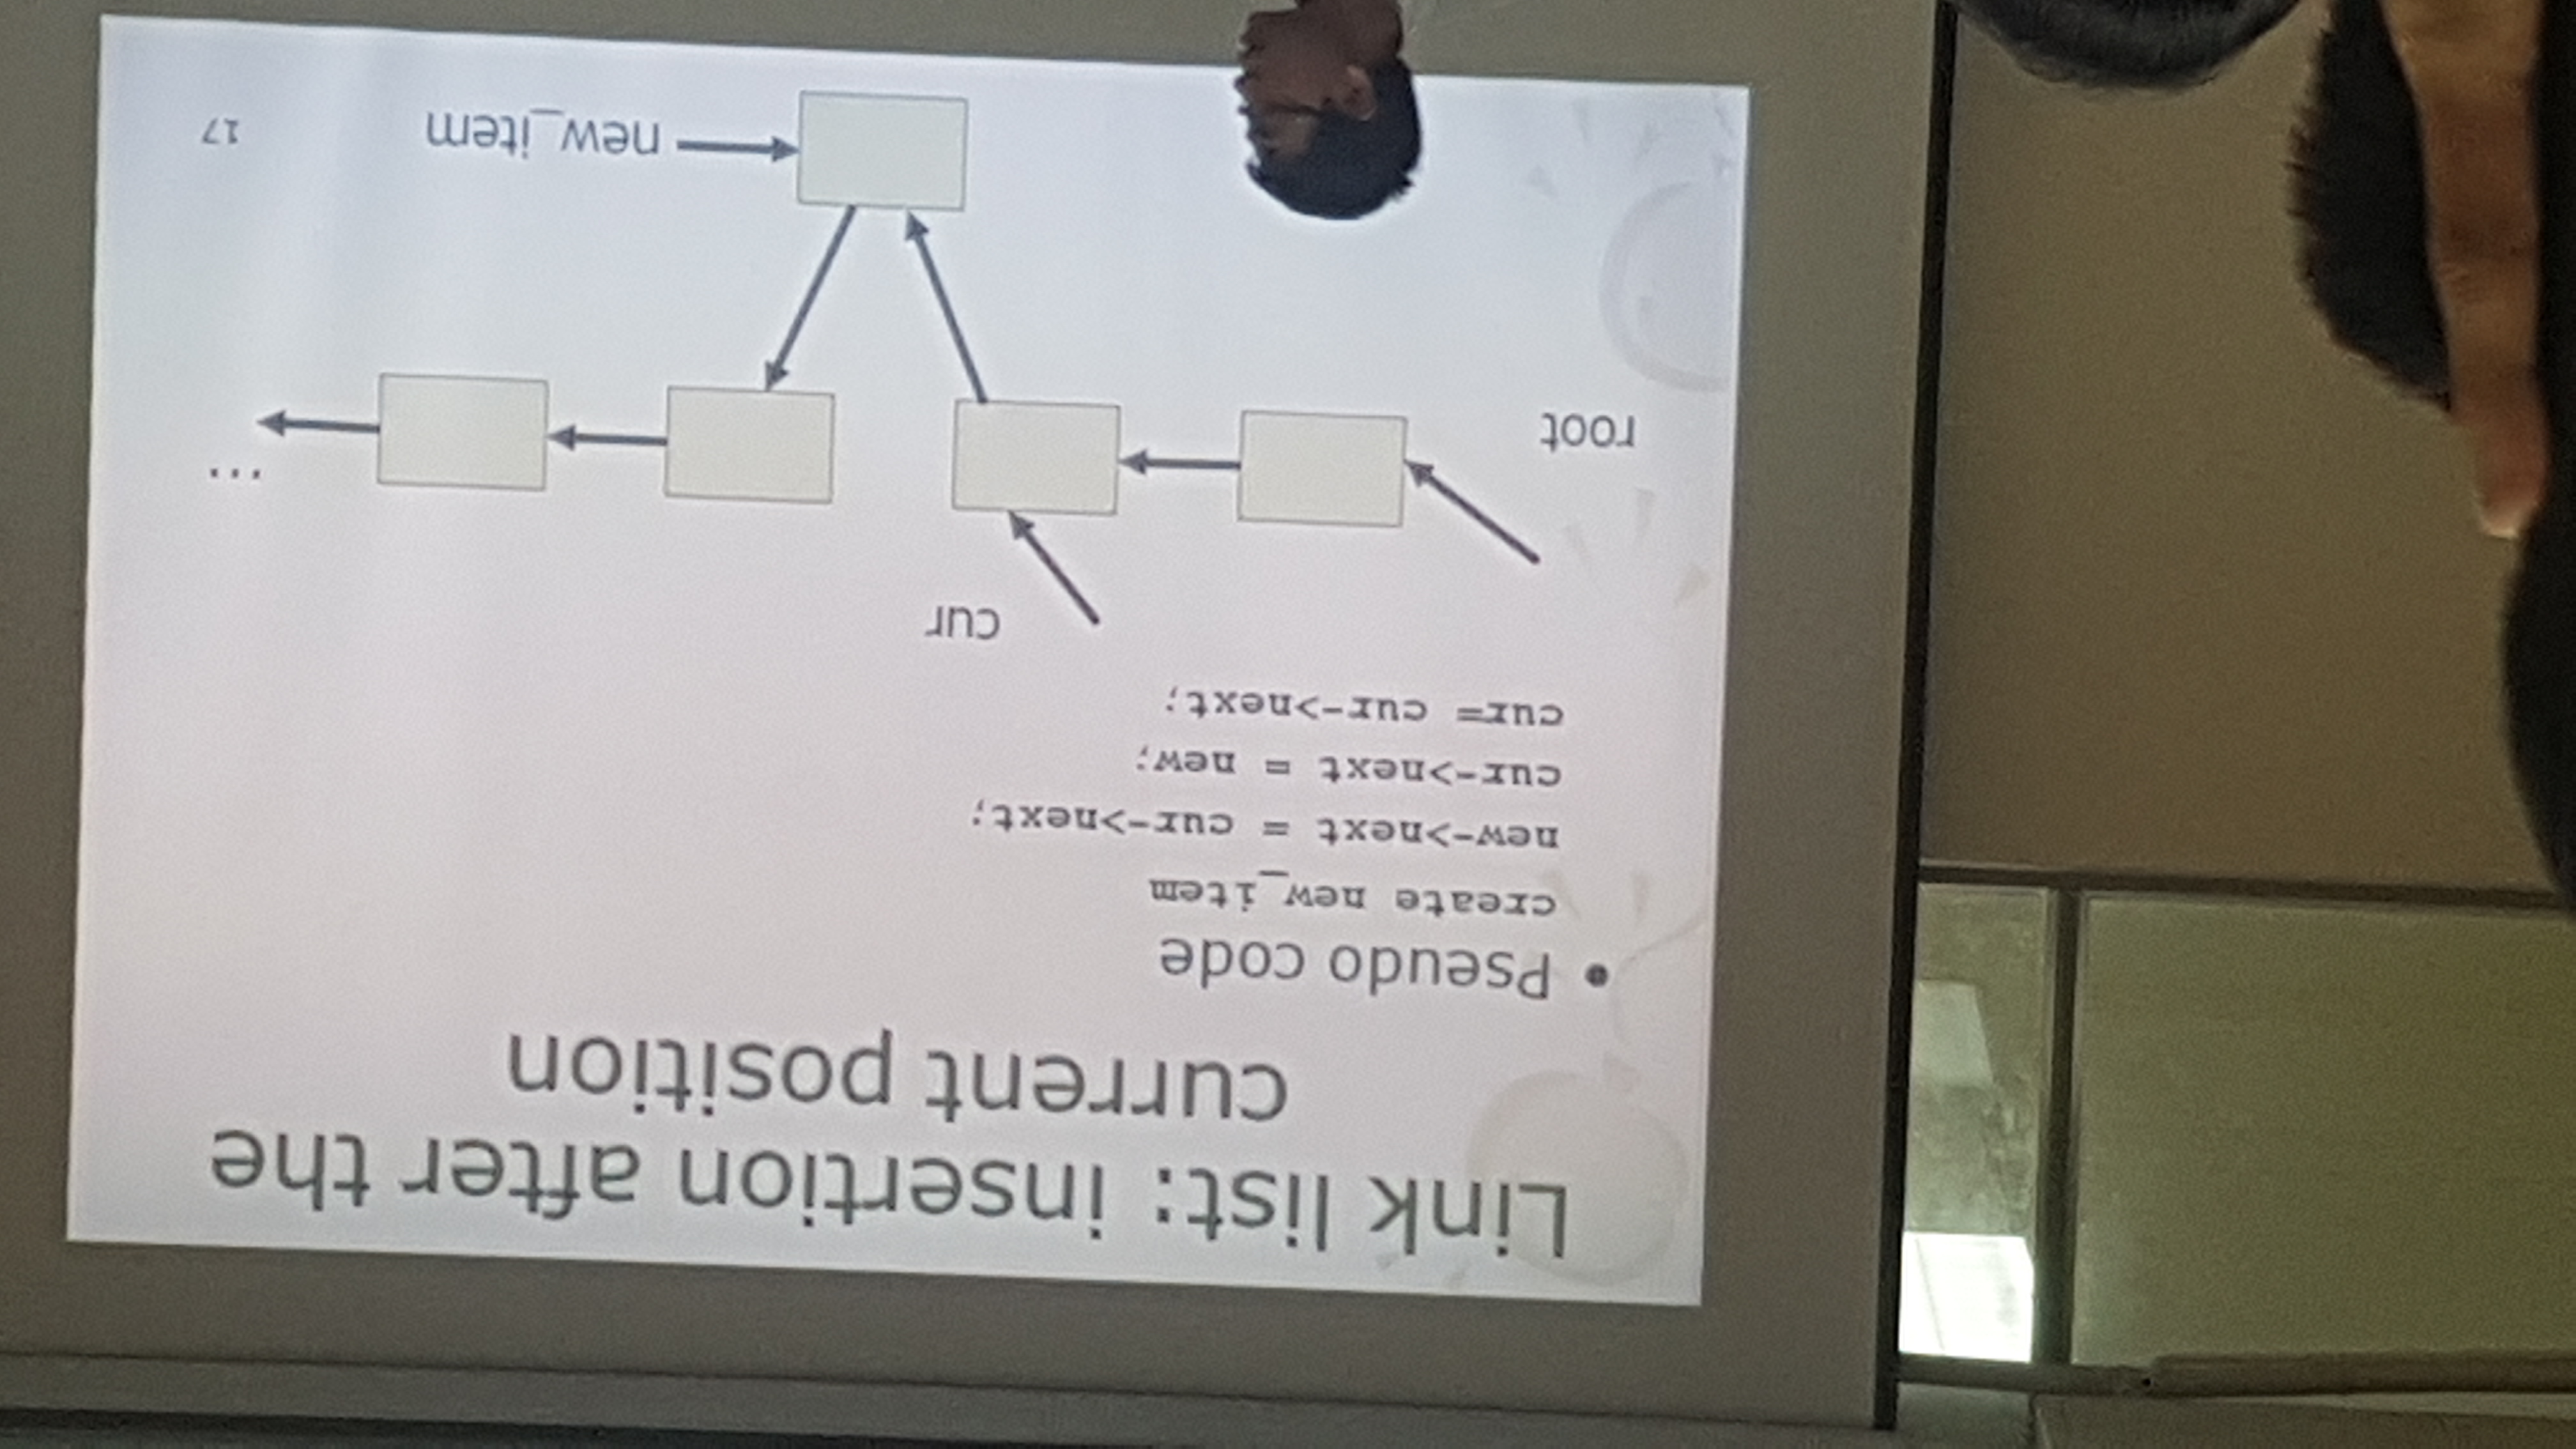 Link list: insertion after the
current position
• Pseudo code
create new_item
new->next = cur->next;
cur->next = new;
cur= cur->next;
cur
root
...
new_item
17